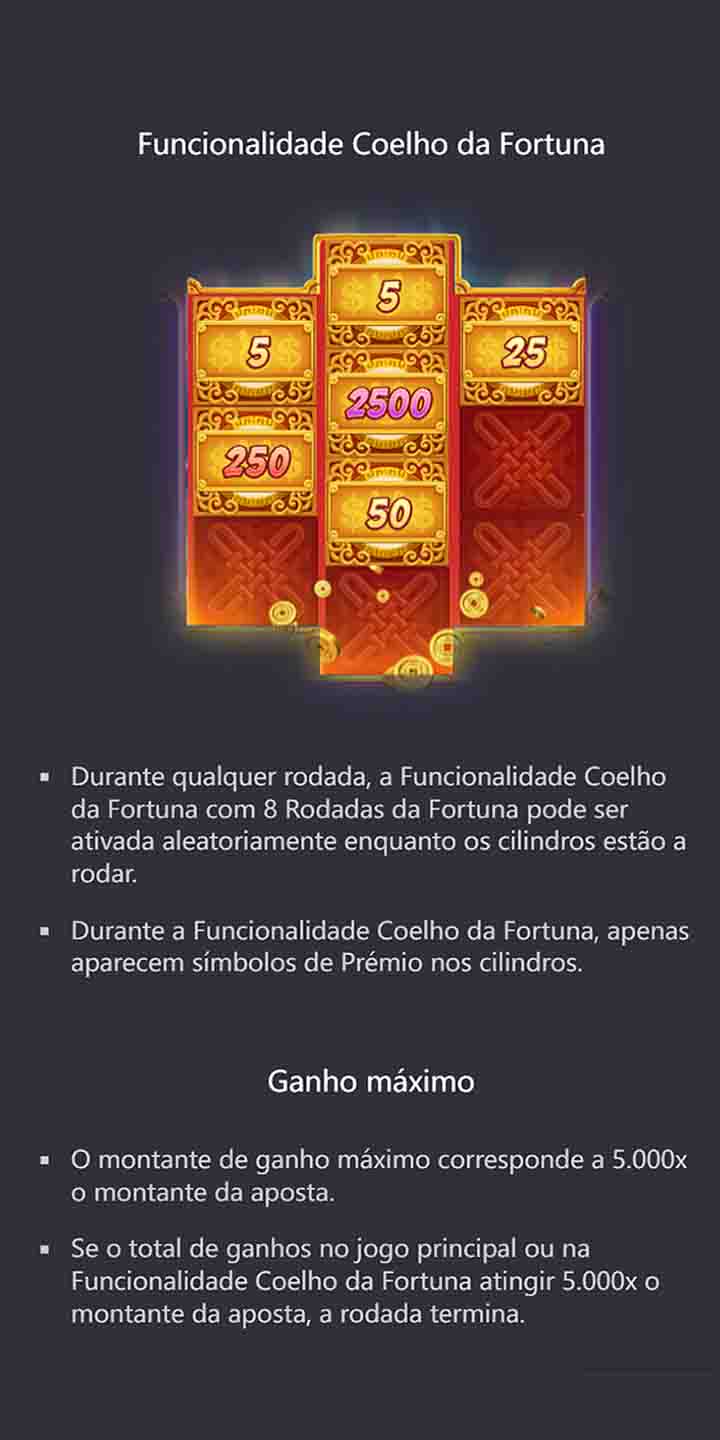 Funcionalidade Coelho da Fortuna
5
5 25
2500
250
50
▪ Durante qualquer rodada, a Funcionalidade Coelho
da Fortuna com 8 Rodadas da Fortuna pode ser
ativada aleatoriamente enquanto os cilindros estão a
rodar.
▪ Durante a Funcionalidade Coelho da Fortuna, apenas
aparecem símbolos de Prémio nos cilindros.
Ganho máximo
▪ O montante de ganho máximo corresponde a 5.000x
o montante da aposta.
▪ Se o total de ganhos no jogo principal ou na
Funcionalidade Coelho da Fortuna atingir 5.000x o
montante da aposta, a rodada termina.